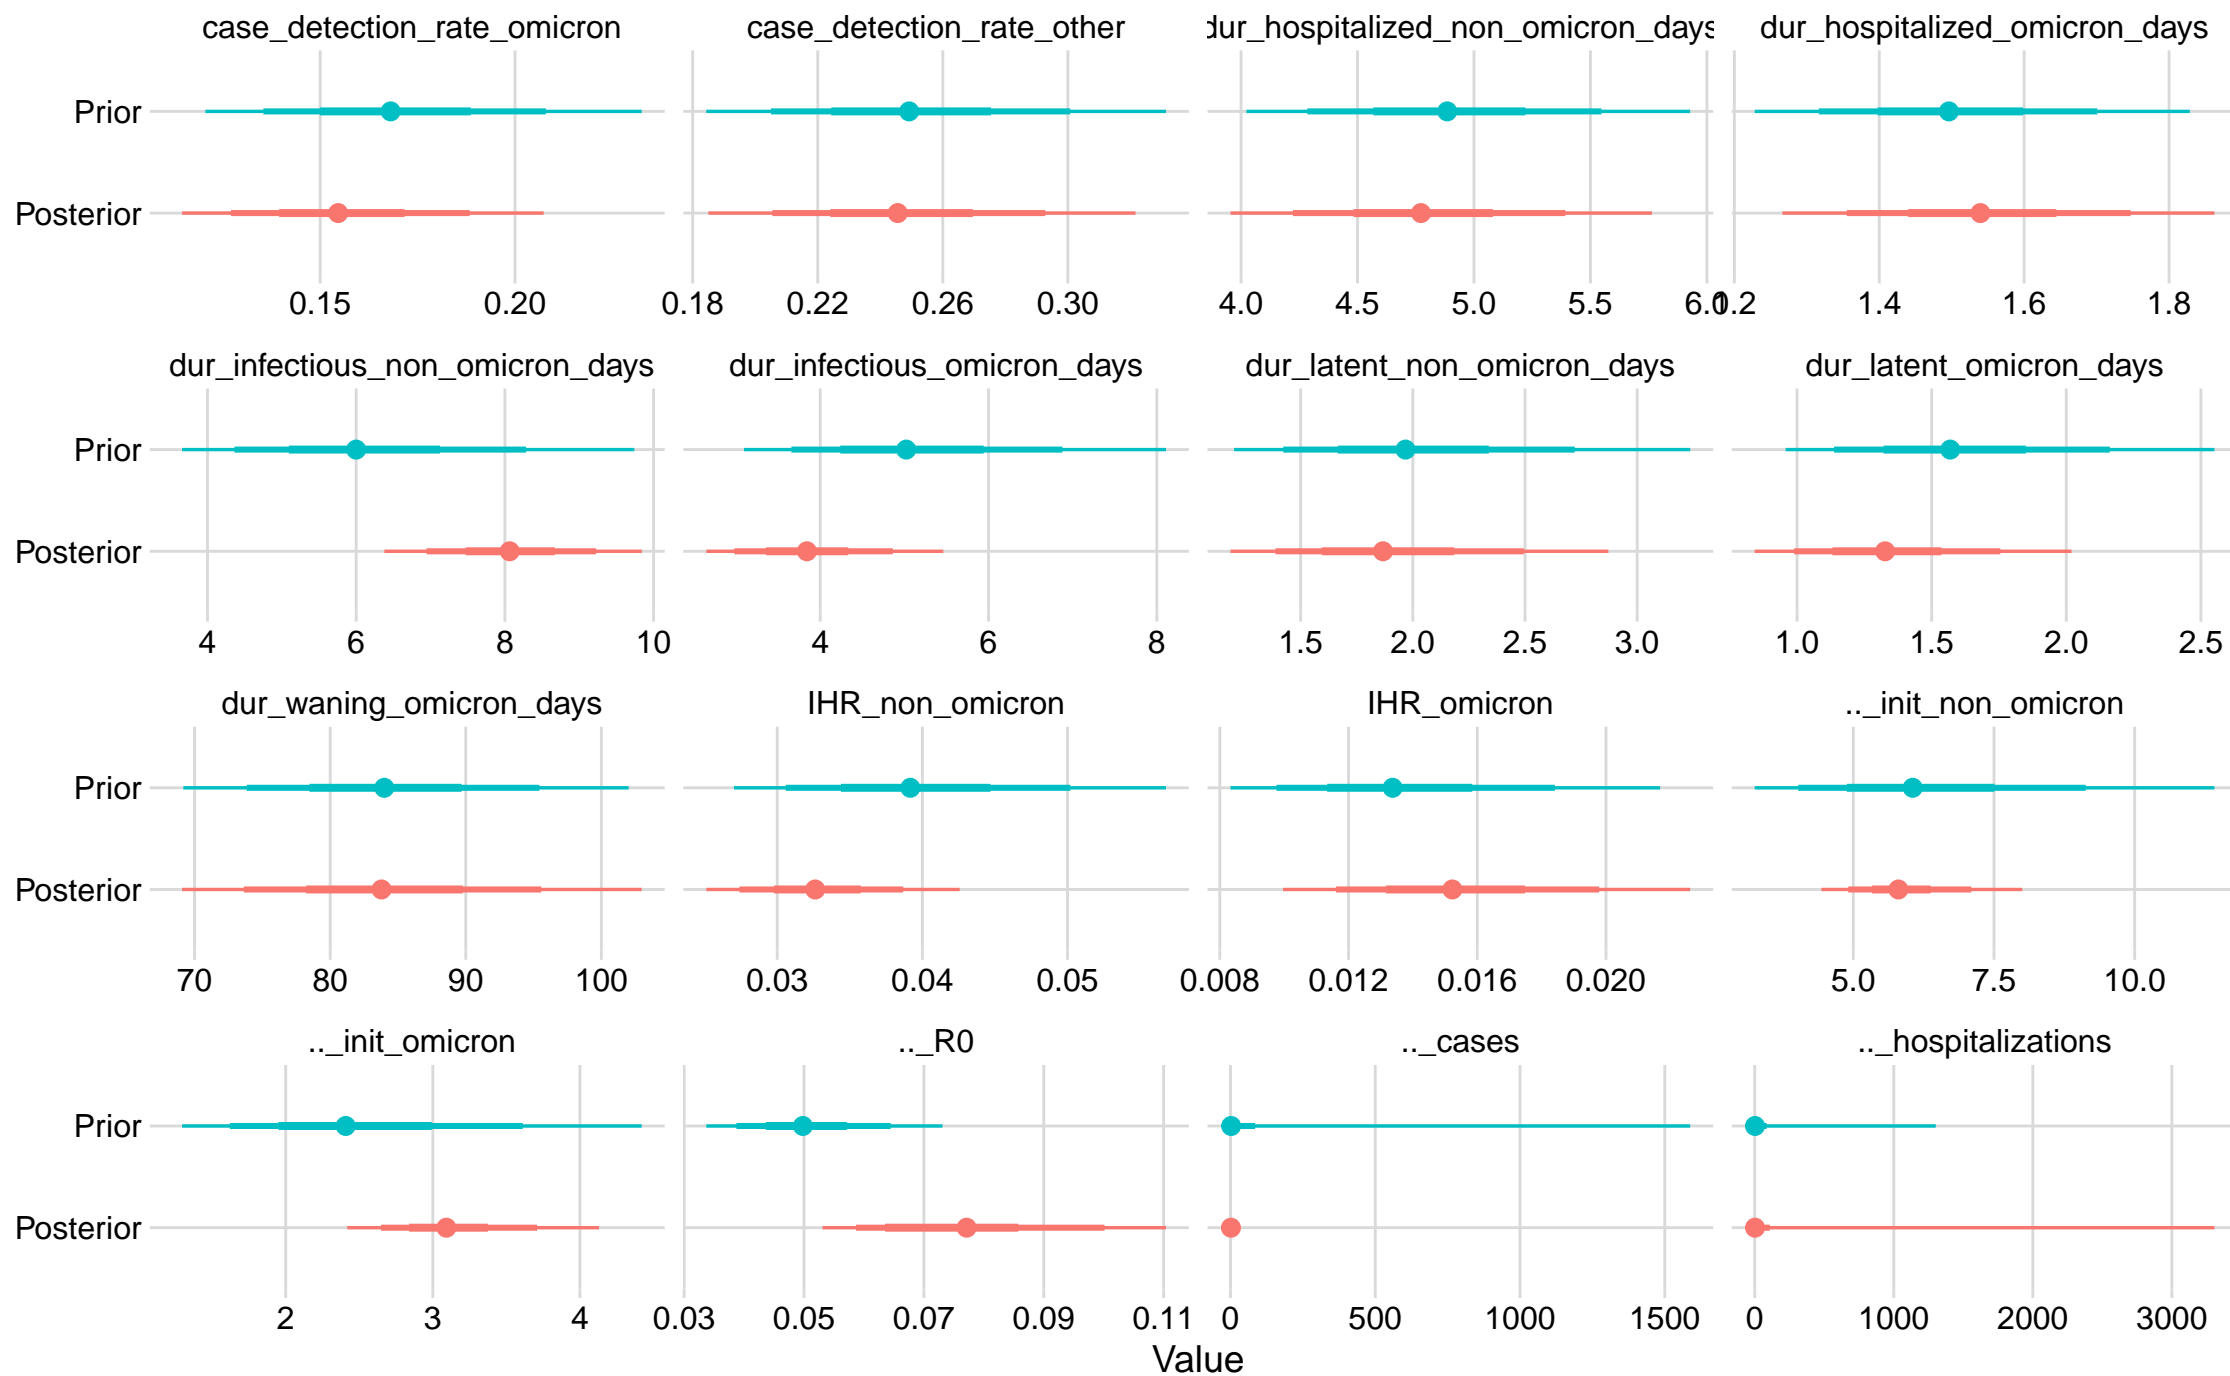 case_detection_rate_omicron case_detection_rate_other dur_hospitalized_non_omicron_days dur_hospitalized_omicron_days
Prior
Posterior
0.15 0.20 0.18 0.22 0.26 0.30 4.0 4.5 5.0 5.5 6.0 1.2 1.4 1.6 1.8
dur_infectious_non_omicron_days dur_infectious_omicron_days dur_latent_non_omicron_days dur_latent_omicron_days
Prior
Posterior
4 6 8 10 4 6 8 1.5 2.0 2.5 3.0 1.0 1.5 2.0 2.5
dur_waning_omicron_days IHR_non_omicron IHR_omicron .._init_non_omicron
Prior
Posterior
70 80 90 100 0.03 0.04 0.05 0.008 0.012 0.016 0.020 5.0 7.5 10.0
.._init_omicron .._R0 .._cases .._hospitalizations
Prior
Posterior
2 3 4 0.03 0.05 0.07 0.09 0.11 0 500 1000 1500 0 1000 2000 3000
Value